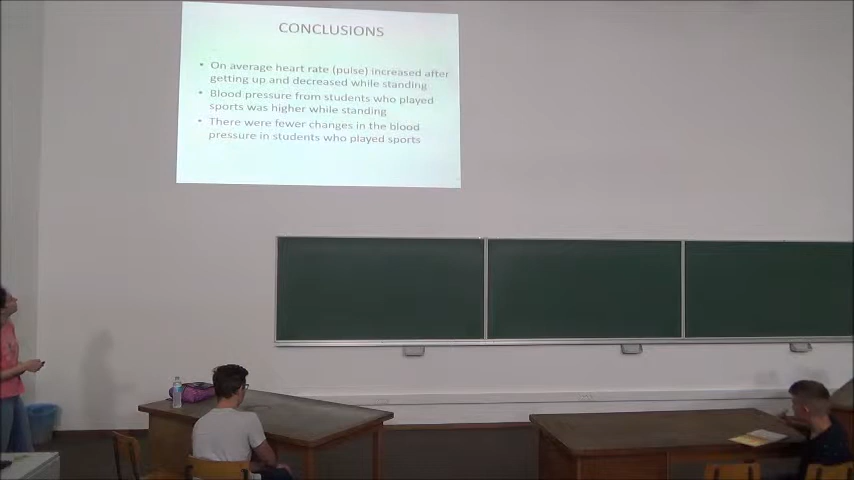 CONCLUSIONS
• On average heart rate (pulse) increased after
getting up and decreased while standing
• Blood pressure from students who played
sports was higher while standing
• There were fewer changes in the blood
pressure in students who played sports